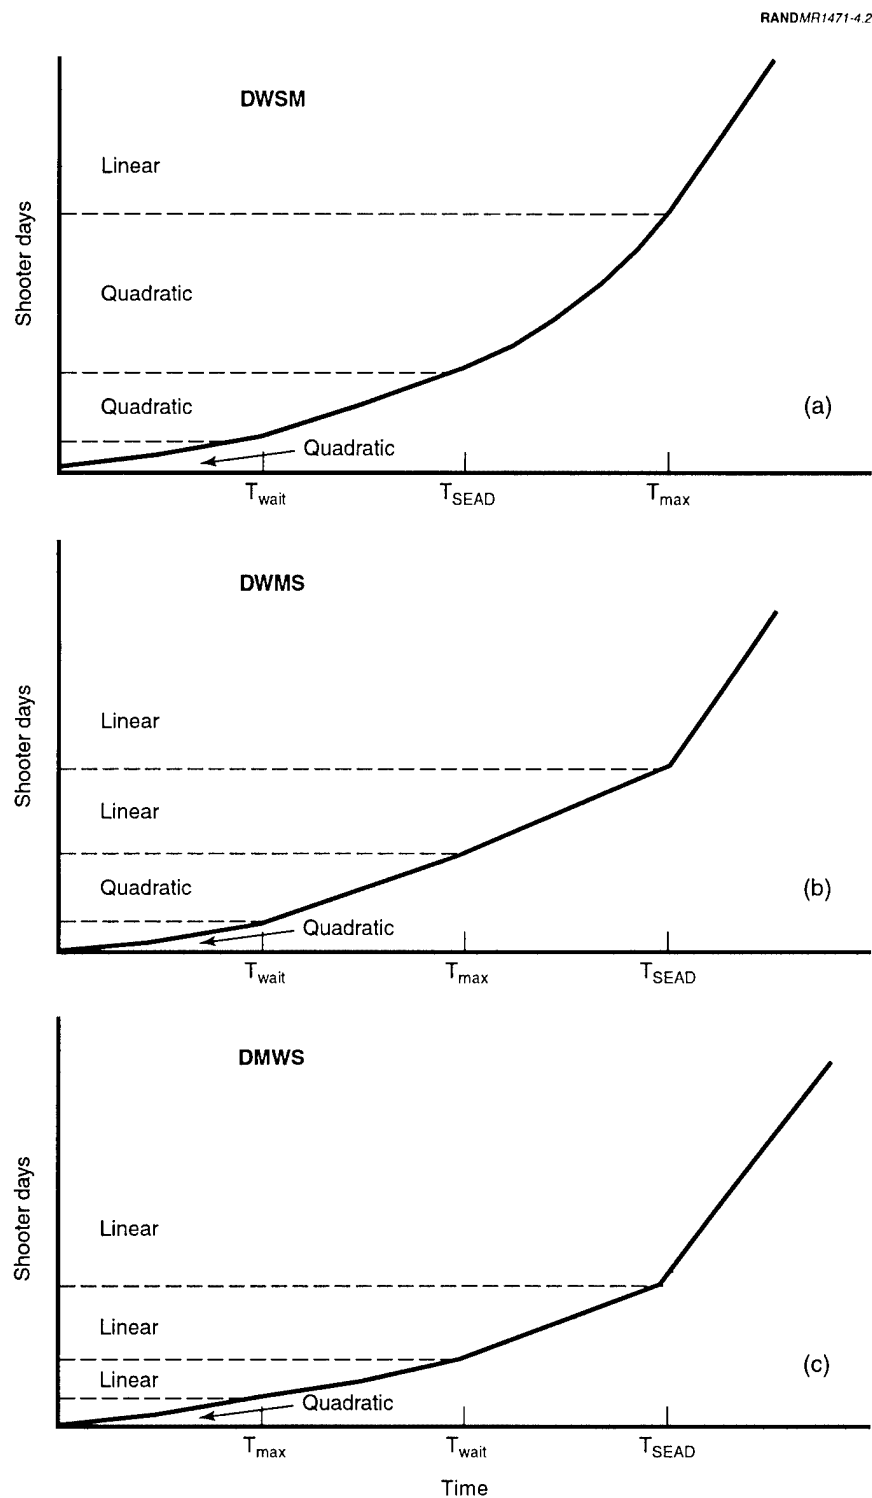 RANDMR1471-4.2
DWSM
Linear
Shooter days
Quadratic
Quadratic
(a)
Quadratic
Twait
TSEAD
Tmax
DWMS
Linear
Shooter days
Linear
Quadratic
(b)
Quadratic
Twait
Tmax
TSEAD
DMWS
Linear
Shooter days
Linear
Linear
(c)
Quadratic
Tmax
Twait
TSEAD
Time